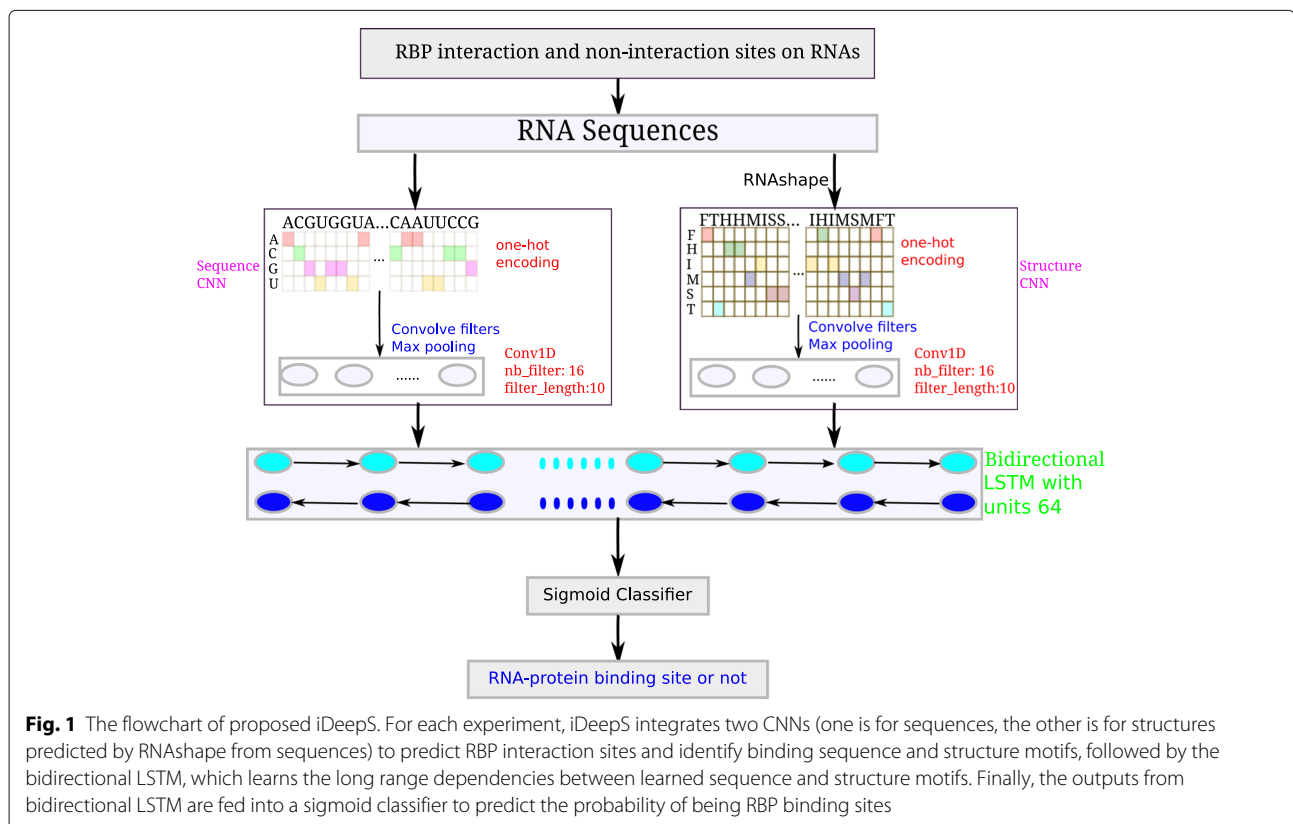 RBP interaction and non-interaction sites on RNAs
RNA Sequences
RNAshape
ACGUGGUA...CAAUUCCG
A
C
G
U
...
one-hot
encoding
Sequence
CNN
Convolve filters
Max pooling
Conv1D
nb_filter: 16
filter_length:10
......
FTHHMISS... IHIMSMFT
F
H
I
M
S
T
...
one-hot
encoding
Structure
CNN
Convolve filters
Max pooling
Conv1D
nb_filter: 16
filter_length:10
......
Bidirectional
LSTM with
units 64
Sigmoid Classifier
RNA-protein binding site or not
Fig. 1 The flowchart of proposed iDeepS. For each experiment, iDeepS integrates two CNNs (one is for sequences, the other is for structures
predicted by RNAshape from sequences) to predict RBP interaction sites and identify binding sequence and structure motifs, followed by the
bidirectional LSTM, which learns the long range dependencies between learned sequence and structure motifs. Finally, the outputs from
bidirectional LSTM are fed into a sigmoid classifier to predict the probability of being RBP binding sites